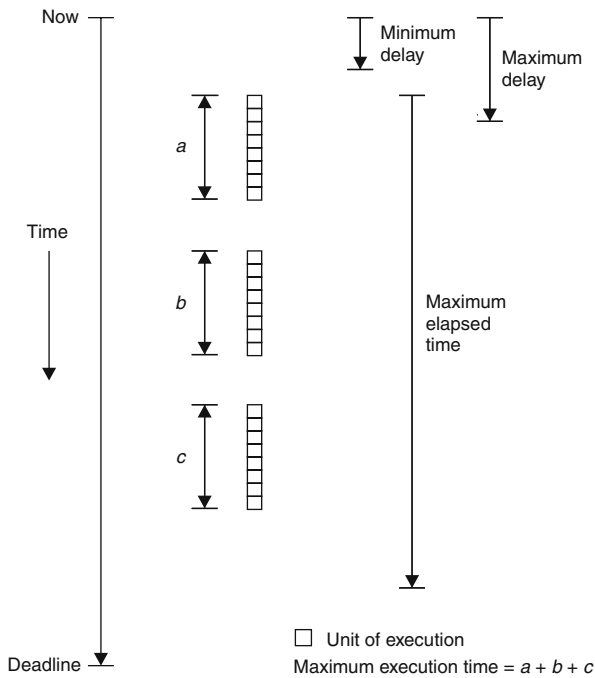 Now
Minimum
delay
Maximum
delay
a
Time
b
Maximum
elapsed
time
c
Unit of execution
Deadline
Maximum execution time = a + b + c